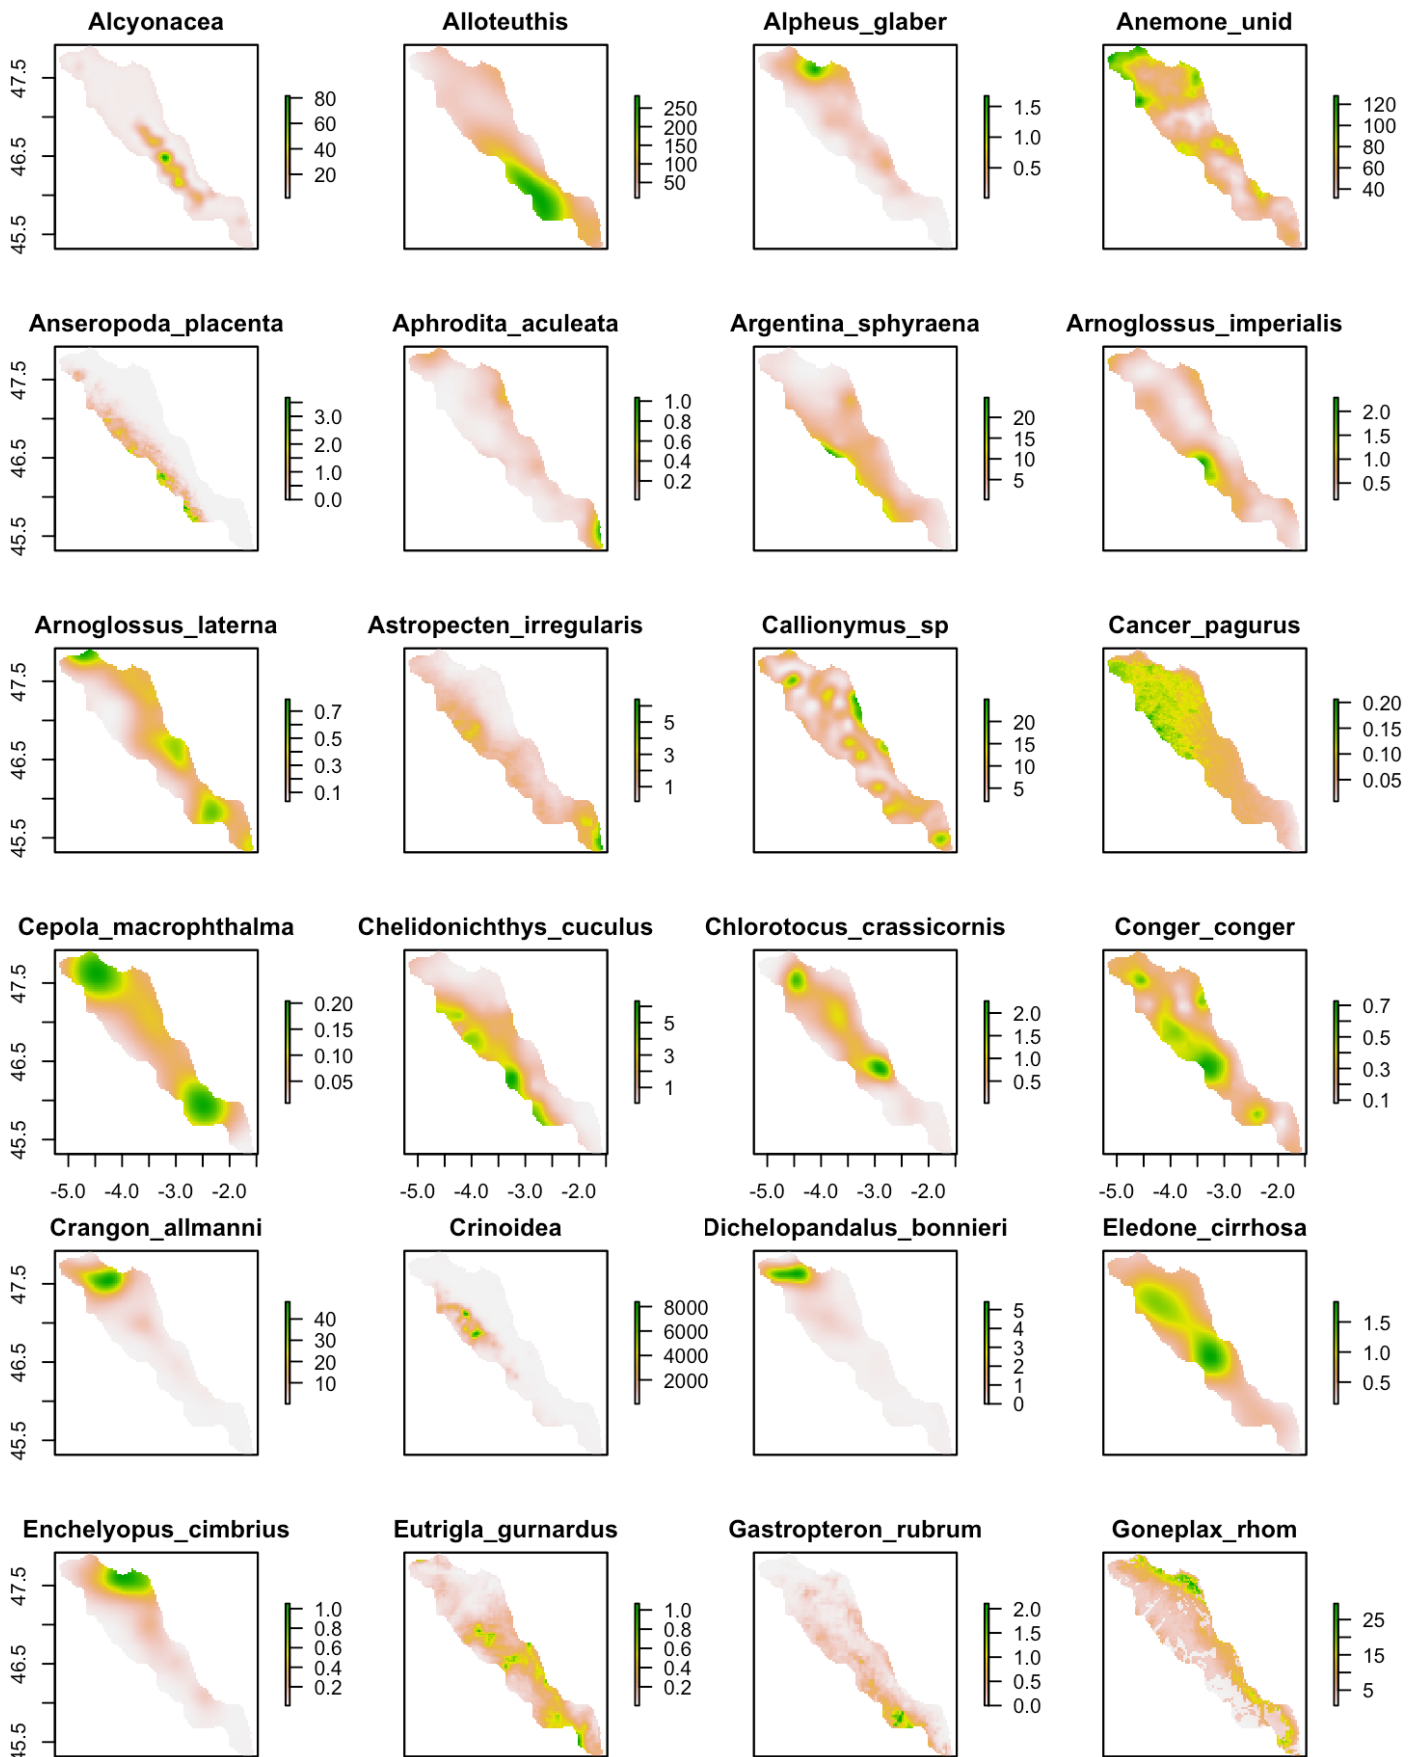 Alcyonacea Alloteuthis Alpheus_glaber Anemone_unid
47.5 46.5 45.5
80 60 40 20
250 200 150 100 50
1.5 1.0 0.5
120 100 80 60 40
Anseropoda_placenta Aphrodita_aculeata Argentina_sphyraena Arnoglossus_imperialis
47.5 46.5 45.5
3.0 2.0 1.0 0.0
1.0 0.8 0.6 0.4 0.2
20 15 10 5
2.0 1.5 1.0 0.5
Arnoglossus_laterna Astropecten_irregularis Callionymus_sp Cancer_pagurus
47.5 46.5 45.5
0.7 0.5 0.3 0.1
5 3 1
20 15 10 5
0.20 0.15 0.10 0.05
Cepola_macrophthalma Chelidonichthys_cuculus Chlorotocus_crassicornis Conger_conger
47.5 46.5 45.5
0.20 0.15 0.10 0.05
5 3 1
2.0 1.5 1.0 0.5
0.7 0.5 0.3 0.1
-5.0 -4.0 -3.0 -2.0 -5.0 -4.0 -3.0 -2.0 -5.0 -4.0 -3.0 -2.0 -5.0 -4.0 -3.0 -2.0
Crangon_allmanni Crinoidea Dichelopandalus_bonnieri Eledone_cirrhosa
47.5 46.5 45.5
40 30 20 10
8000 6000 4000 2000
5 4 3 2 1 0
1.5 1.0 0.5
Enchelyopus_cimbrius Eutrigla_gurnardus Gastropteron_rubrum Goneplax_rhom
47.5 46.5 45.5
1.0 0.8 0.6 0.4 0.2
1.0 0.8 0.6 0.4 0.2
2.0 1.5 1.0 0.5 0.0
25 15 5